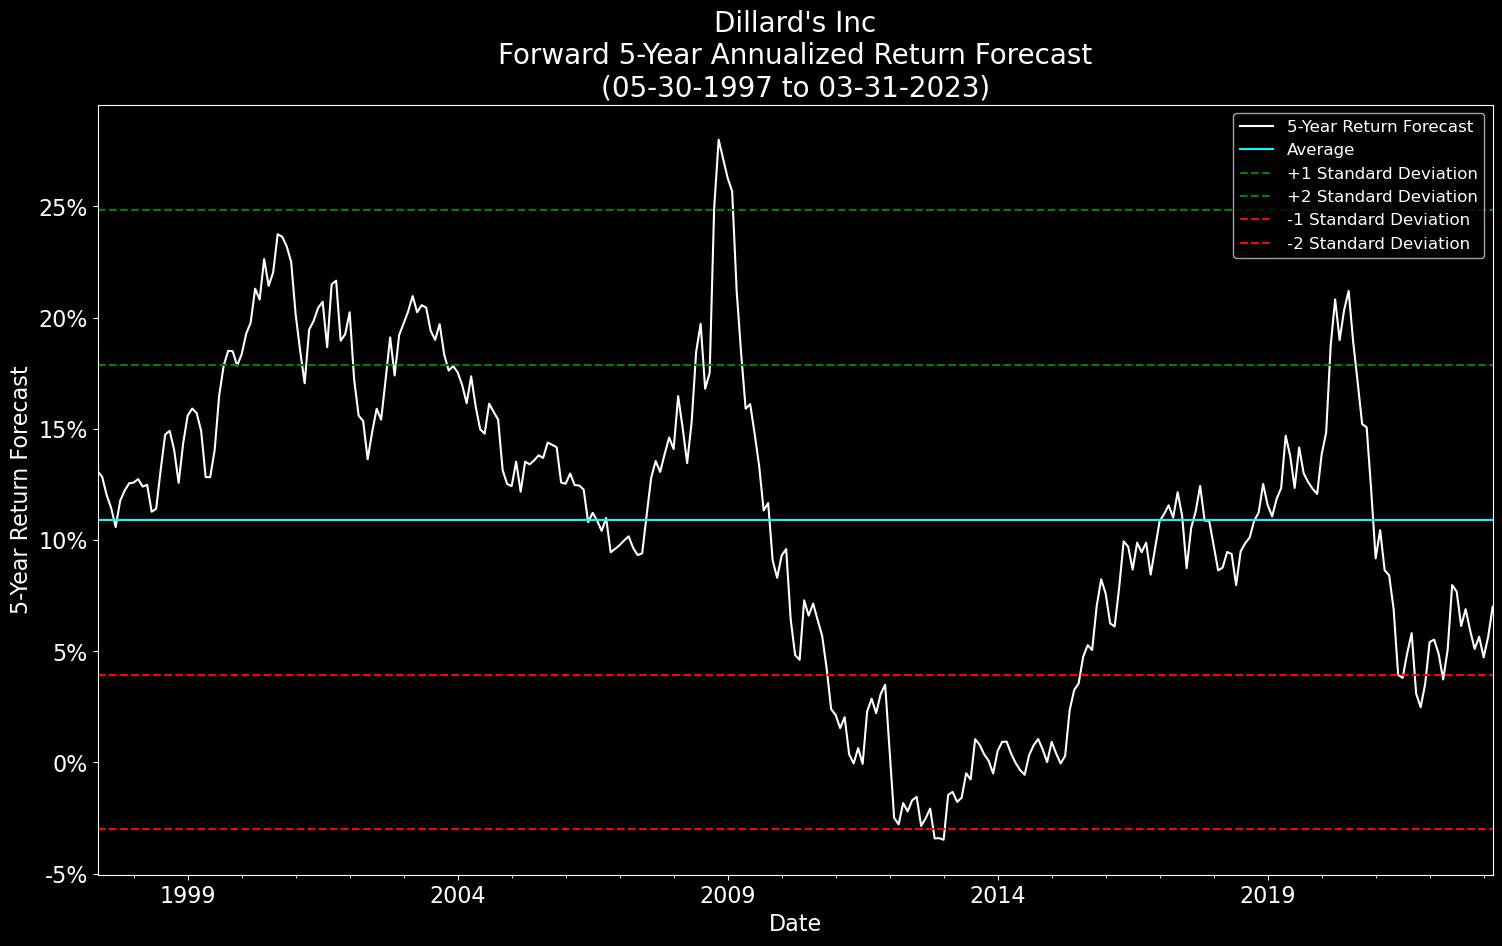 Dillard's Inc
Forward 5-Year Annualized Return Forecast
(05-30-1997 to 03-31-2023)
5-Year Return Forecast
Average
+1 Standard Deviation
+2 Standard Deviation
-1 Standard Deviation
-2 Standard Deviation
5-Year Return Forecast
25%
20%
15%
10%
5%
0%
-5%
1999
2004
2009
2014
2019
Date